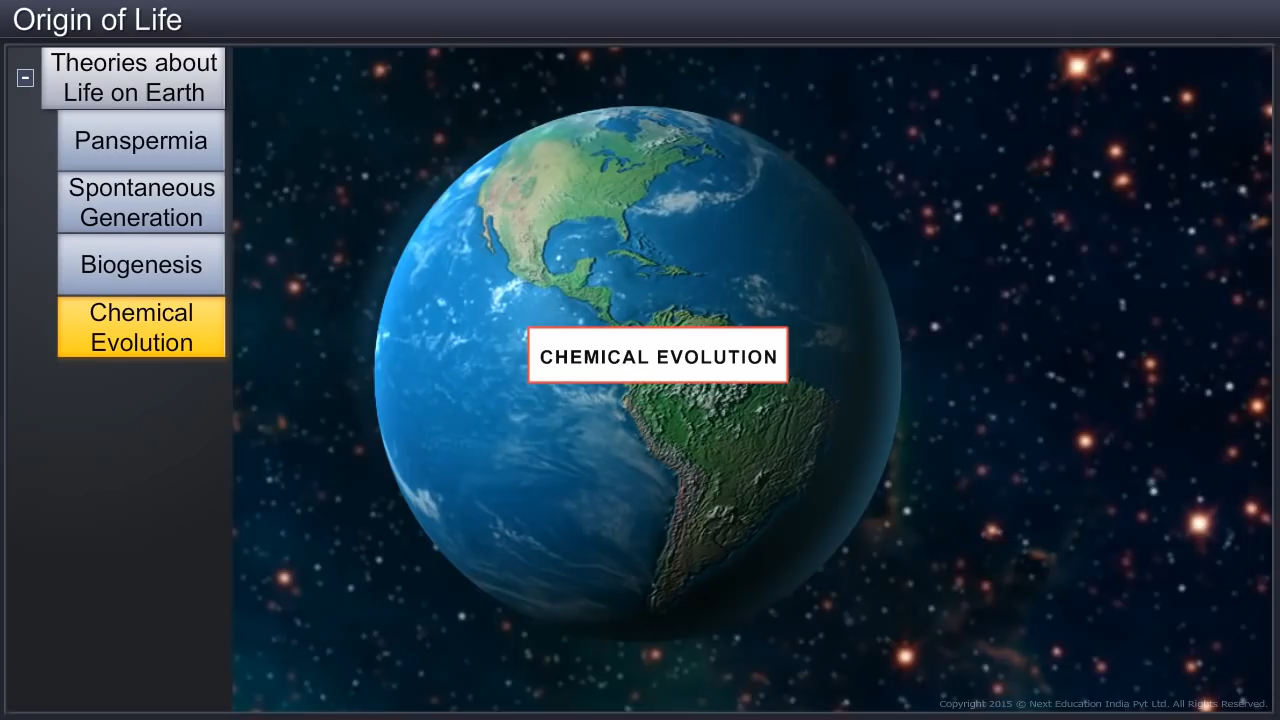 Origin of Life
Theories about
Life on Earth
Panspermia
Spontaneous
Generation
Biogenesis
Chemical
Evolution
CHEMICAL EVOLUTION
Copyright 2015 © Next Education India Pvt Ltd. All Rights Reserved.